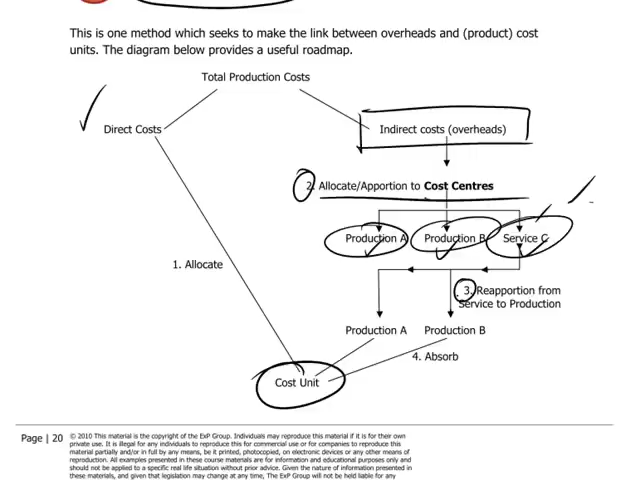 This is one method which seeks to make the link between overheads and (product) cost
units. The diagram below provides a useful roadmap.
Total Production Costs
Direct Costs
Indirect costs (overheads)
2. Allocate/Apportion to Cost Centres
Production A
Production B
Service C
1. Allocate
3. Reapportion from
Service to Production
Production A
Production B
4. Absorb
Cost Unit
Page | 20
© 2010 This material is the copyright of the ExP Group. Individuals may reproduce this material if it is for their own
private use. It is illegal for any individuals to reproduce this for commercial use or for companies to reproduce this
material partially and/or in full by any means, be it printed, photocopied, on electronic devices or any other means of
reproduction. All examples presented in these course materials are for information and educational purposes only and
should not be applied to a specific real life situation without prior advice. Given the nature of information presented in
these materials, and given that legislation may change at any time, The ExP Group will not be held liable for any